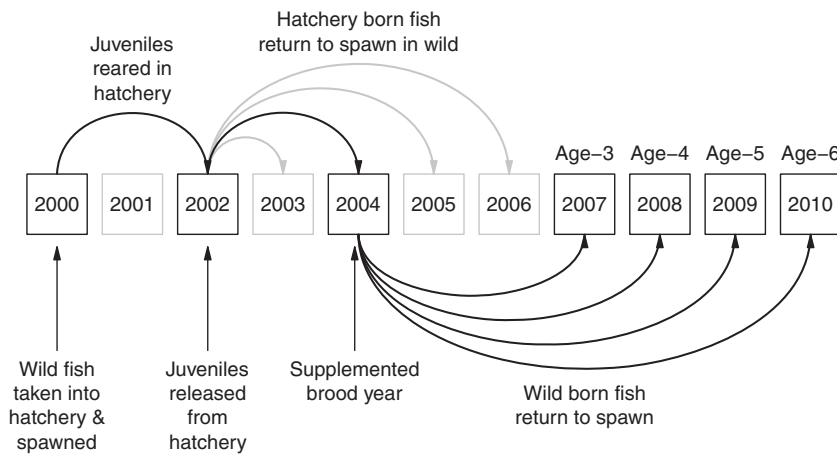 Hatchery born fish
return to spawn in wild
Juveniles
reared in
hatchery
Age–3 Age–4 Age–5 Age–6
2000 2001 2002 2003 2004 2005 2006 2007 2008 2009 2010
Wild fish
taken into
hatchery &
spawned
Juveniles
released
from
hatchery
Supplemented
brood year
Wild born fish
return to spawn